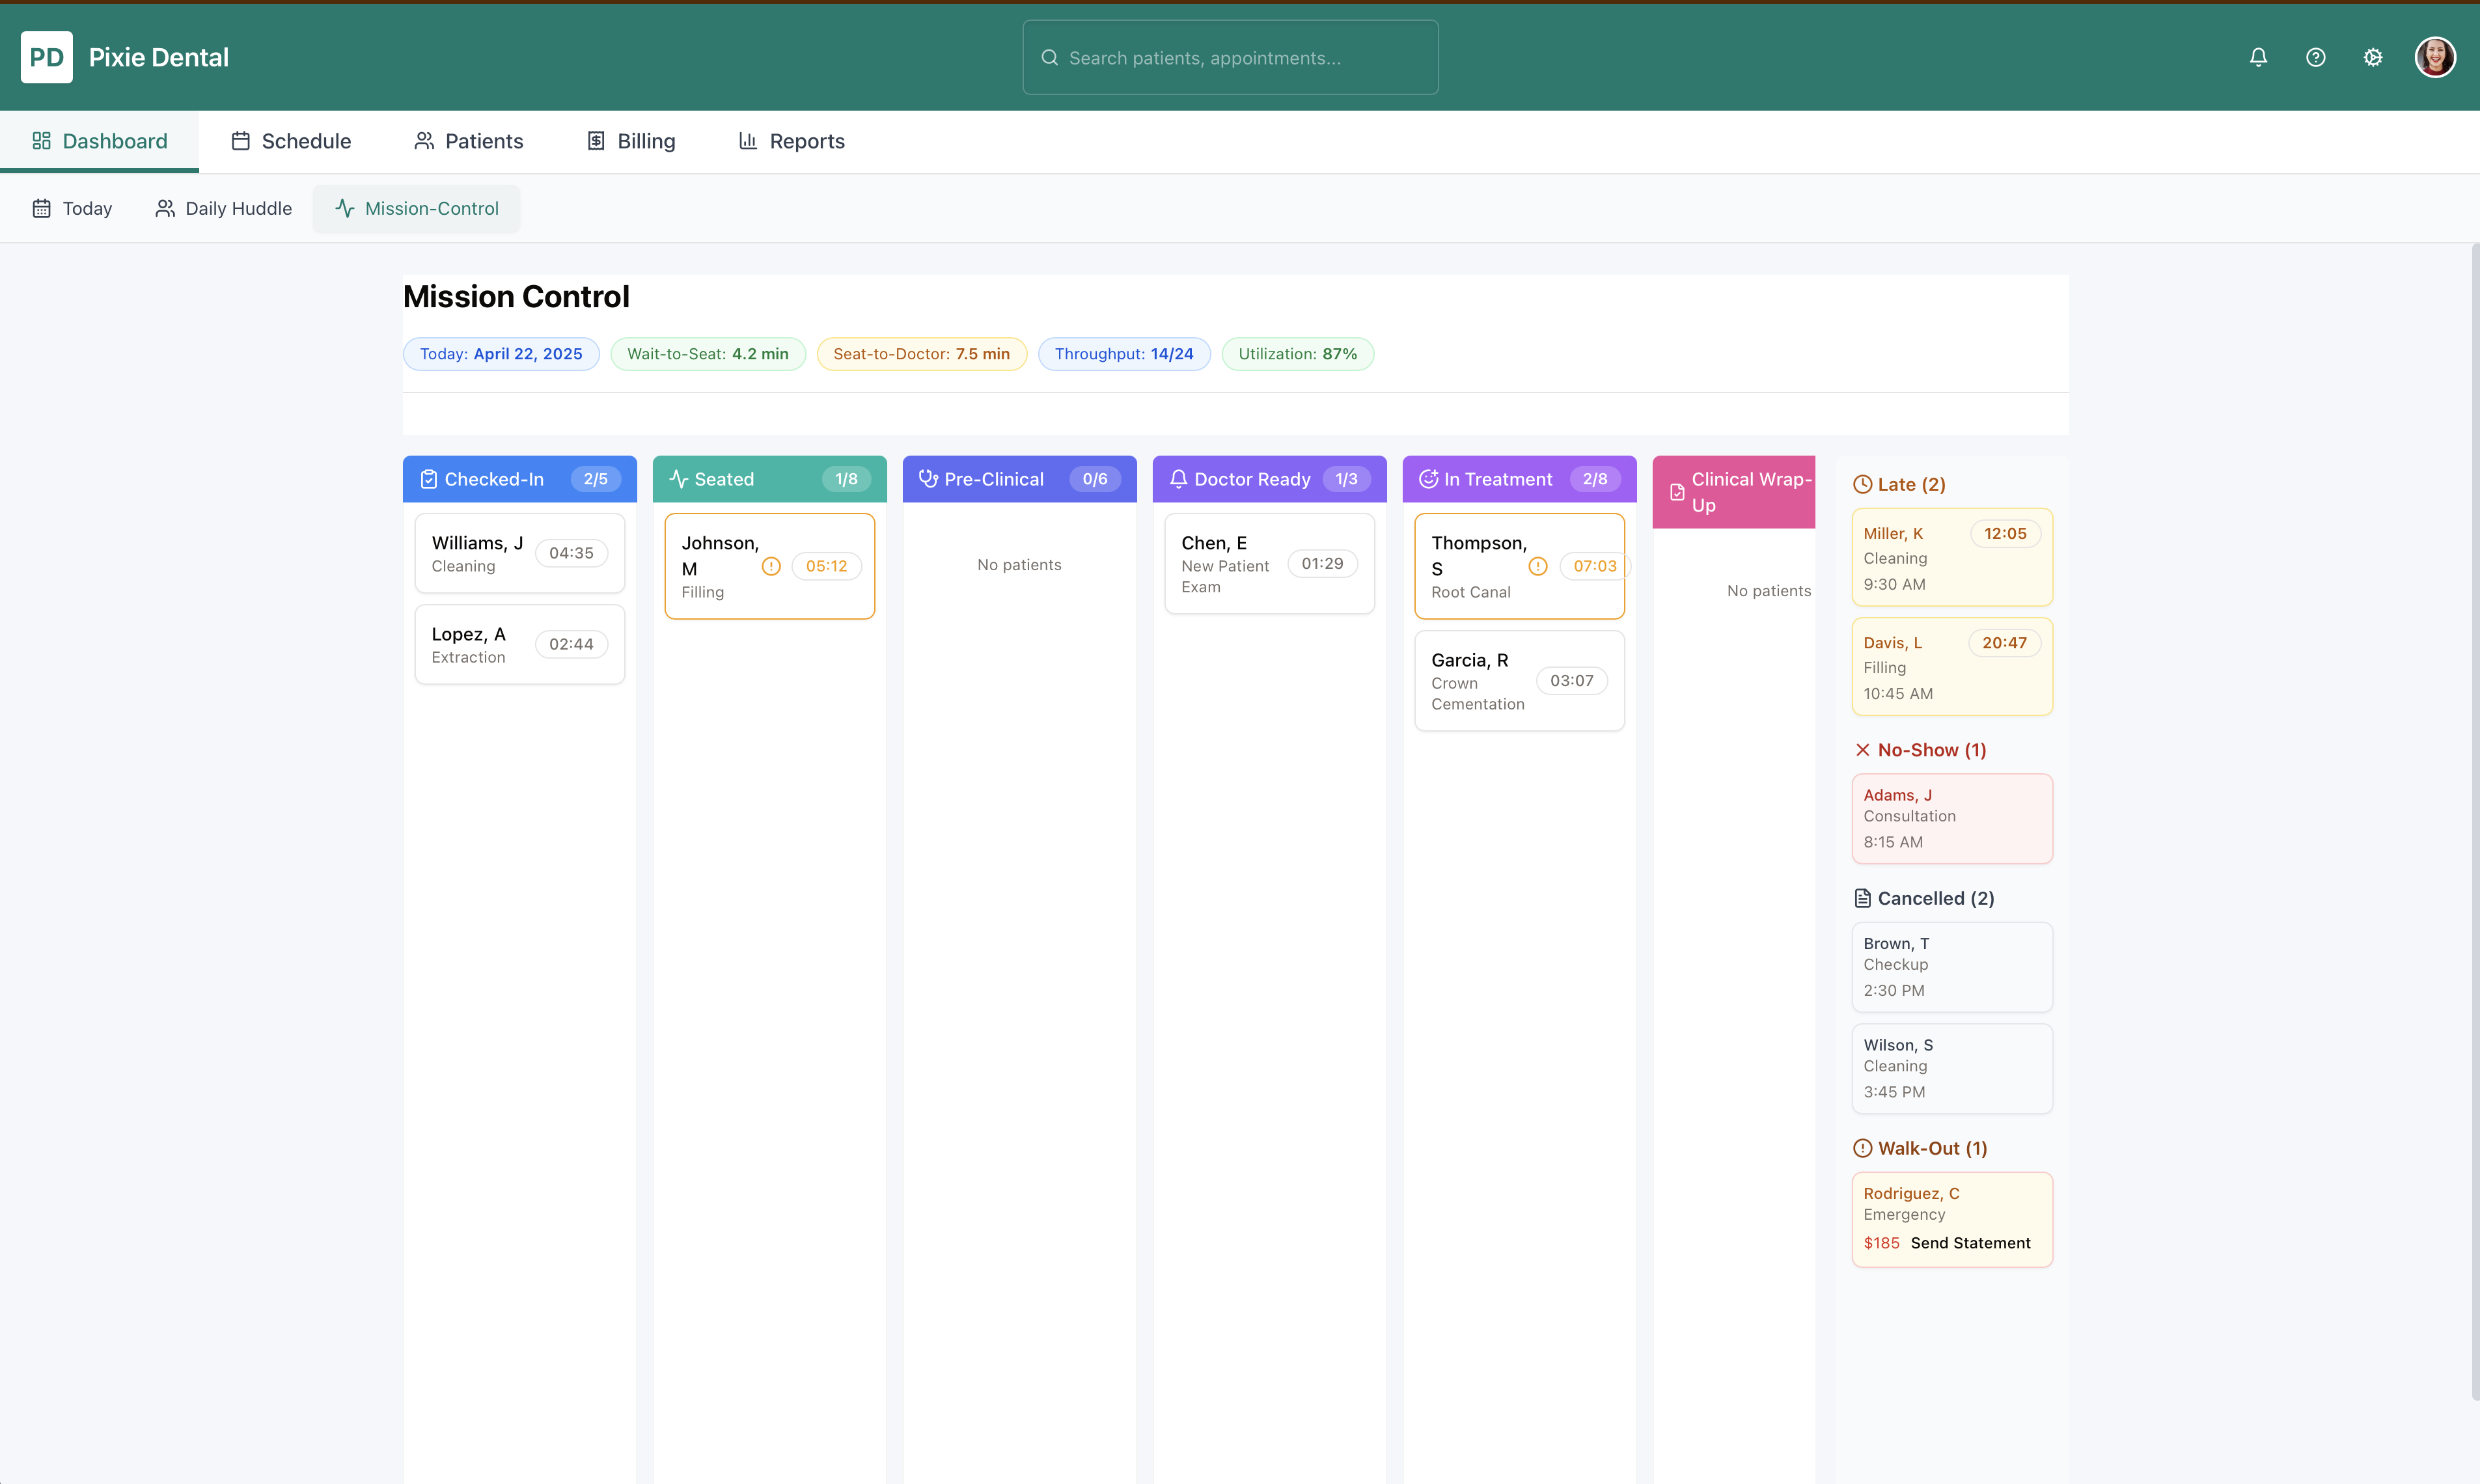 PD
Pixie Dental
Search patients, appointments...
Dashboard
Schedule
Patients
Billing
Reports
Today
Daily Huddle
Mission-Control
Mission Control
Today: April 22, 2025
Wait-to-Seat: 4.2 min
Seat-to-Doctor: 7.5 min
Throughput: 14/24
Utilization: 87%
Checked-In
2/5
Williams, J
Cleaning
04:35
Lopez, A
Extraction
02:44
Seated
1/8
Johnson,
M
Filling
05:12
Pre-Clinical
0/6
No patients
Doctor Ready
1/3
Chen, E
New Patient
Exam
01:29
In Treatment
2/8
Thompson,
S
Root Canal
07:03
Garcia, R
Crown
Cementation
03:07
Clinical Wrap-
Up
No patients
Late (2)
Miller, K
12:05
Cleaning
9:30 AM
Davis, L
20:47
Filling
10:45 AM
No-Show (1)
Adams, J
Consultation
8:15 AM
Cancelled (2)
Brown, T
Checkup
2:30 PM
Wilson, S
Cleaning
3:45 PM
Walk-Out (1)
Rodriguez, C
Emergency
$185 Send Statement